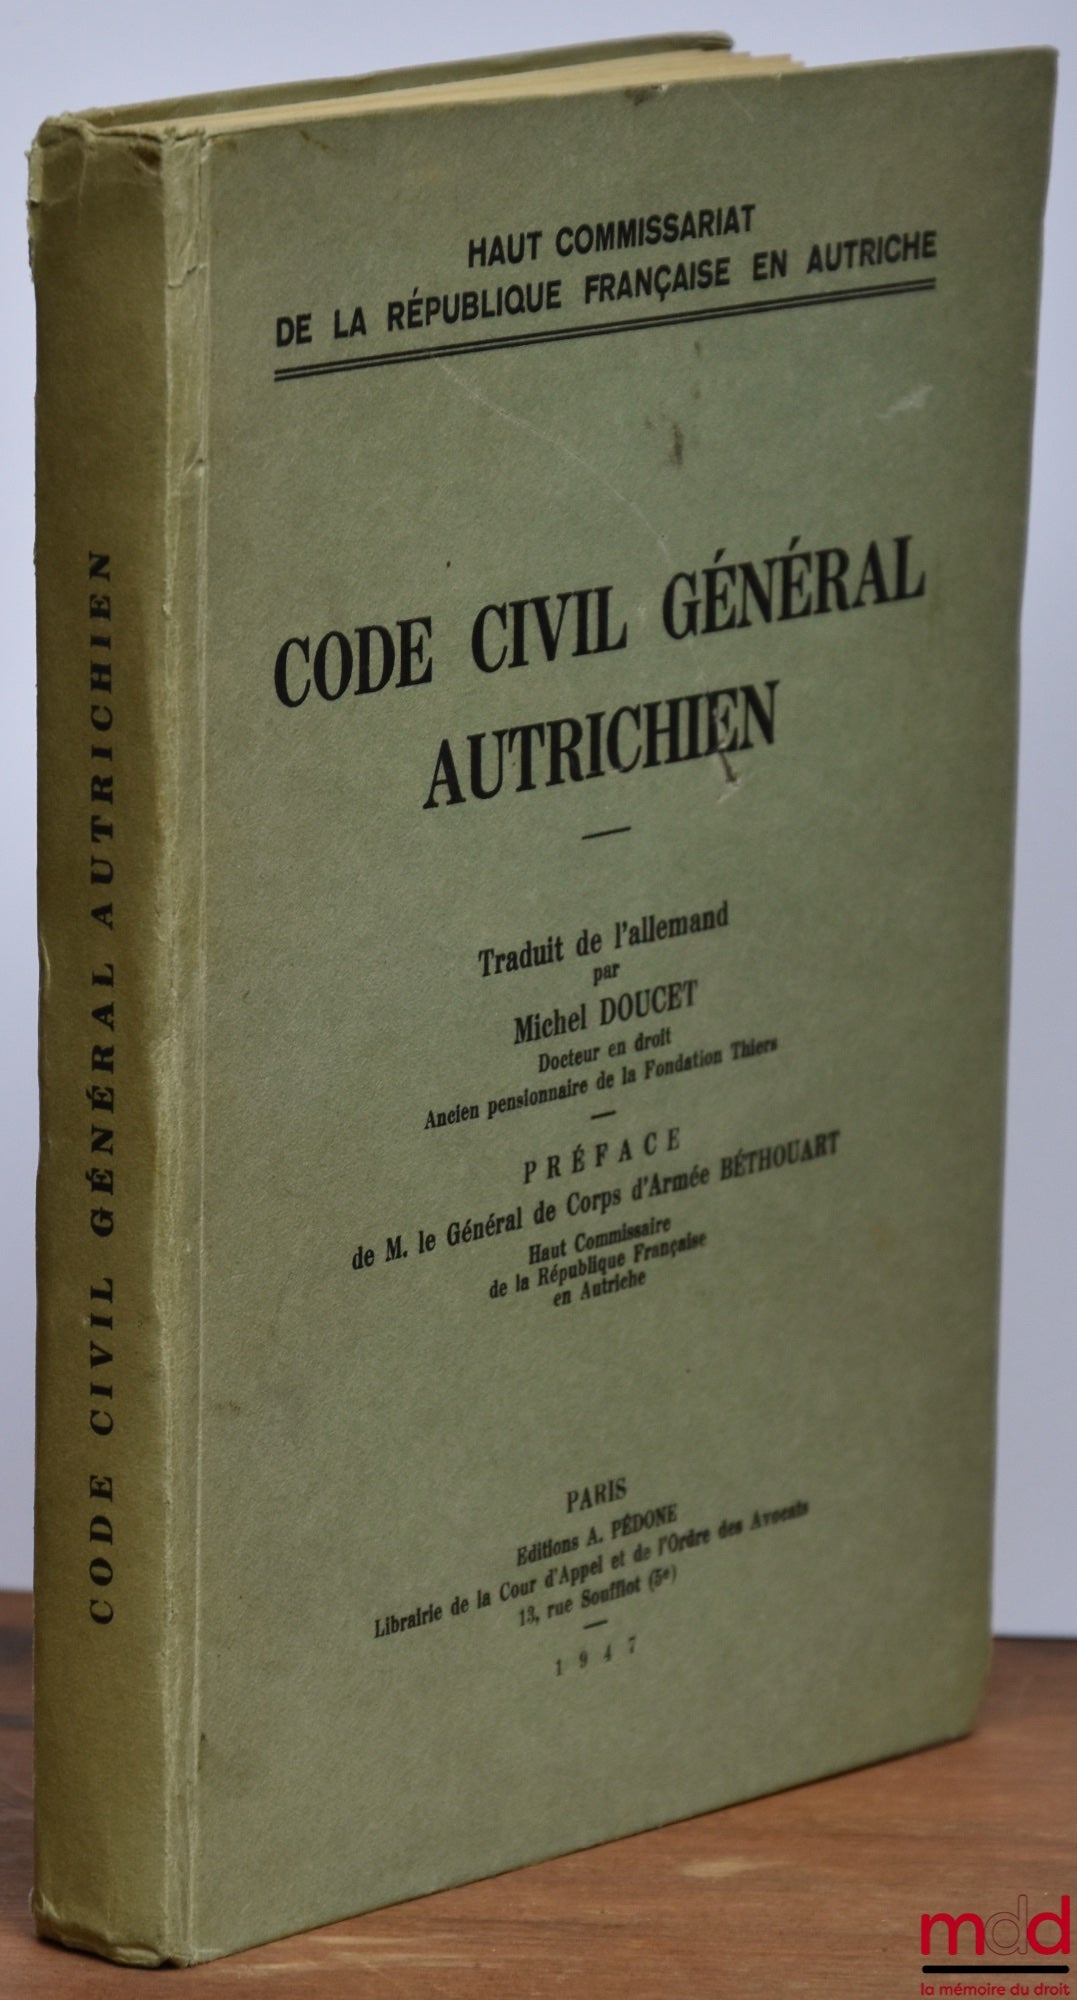 HAUT COMMISSARIAT
DE LA RÉPUBLIQUE FRANÇAISE EN AUTRICHE
CODE CIVIL GÉNÉRAL
AUTRICHIEN
Traduit de l'allemand
par
Michel DOUCET
Docteur en droit
Ancien pensionnaire de la Fondation Thiers
PRÉFACE
de M. le Général de Corps d'Armée BÉTHOUART
Haut Commissaire
de la République Française
en Autriche
PARIS
Editions A. PÉDONE
Librairie de la Cour d'Appel et de l'Ordre des Avocats
13, rue Soufflot (5e)
1947
CODE CIVIL GÉNÉRAL AUTRICHIEN
mdd
la mémoire du droit